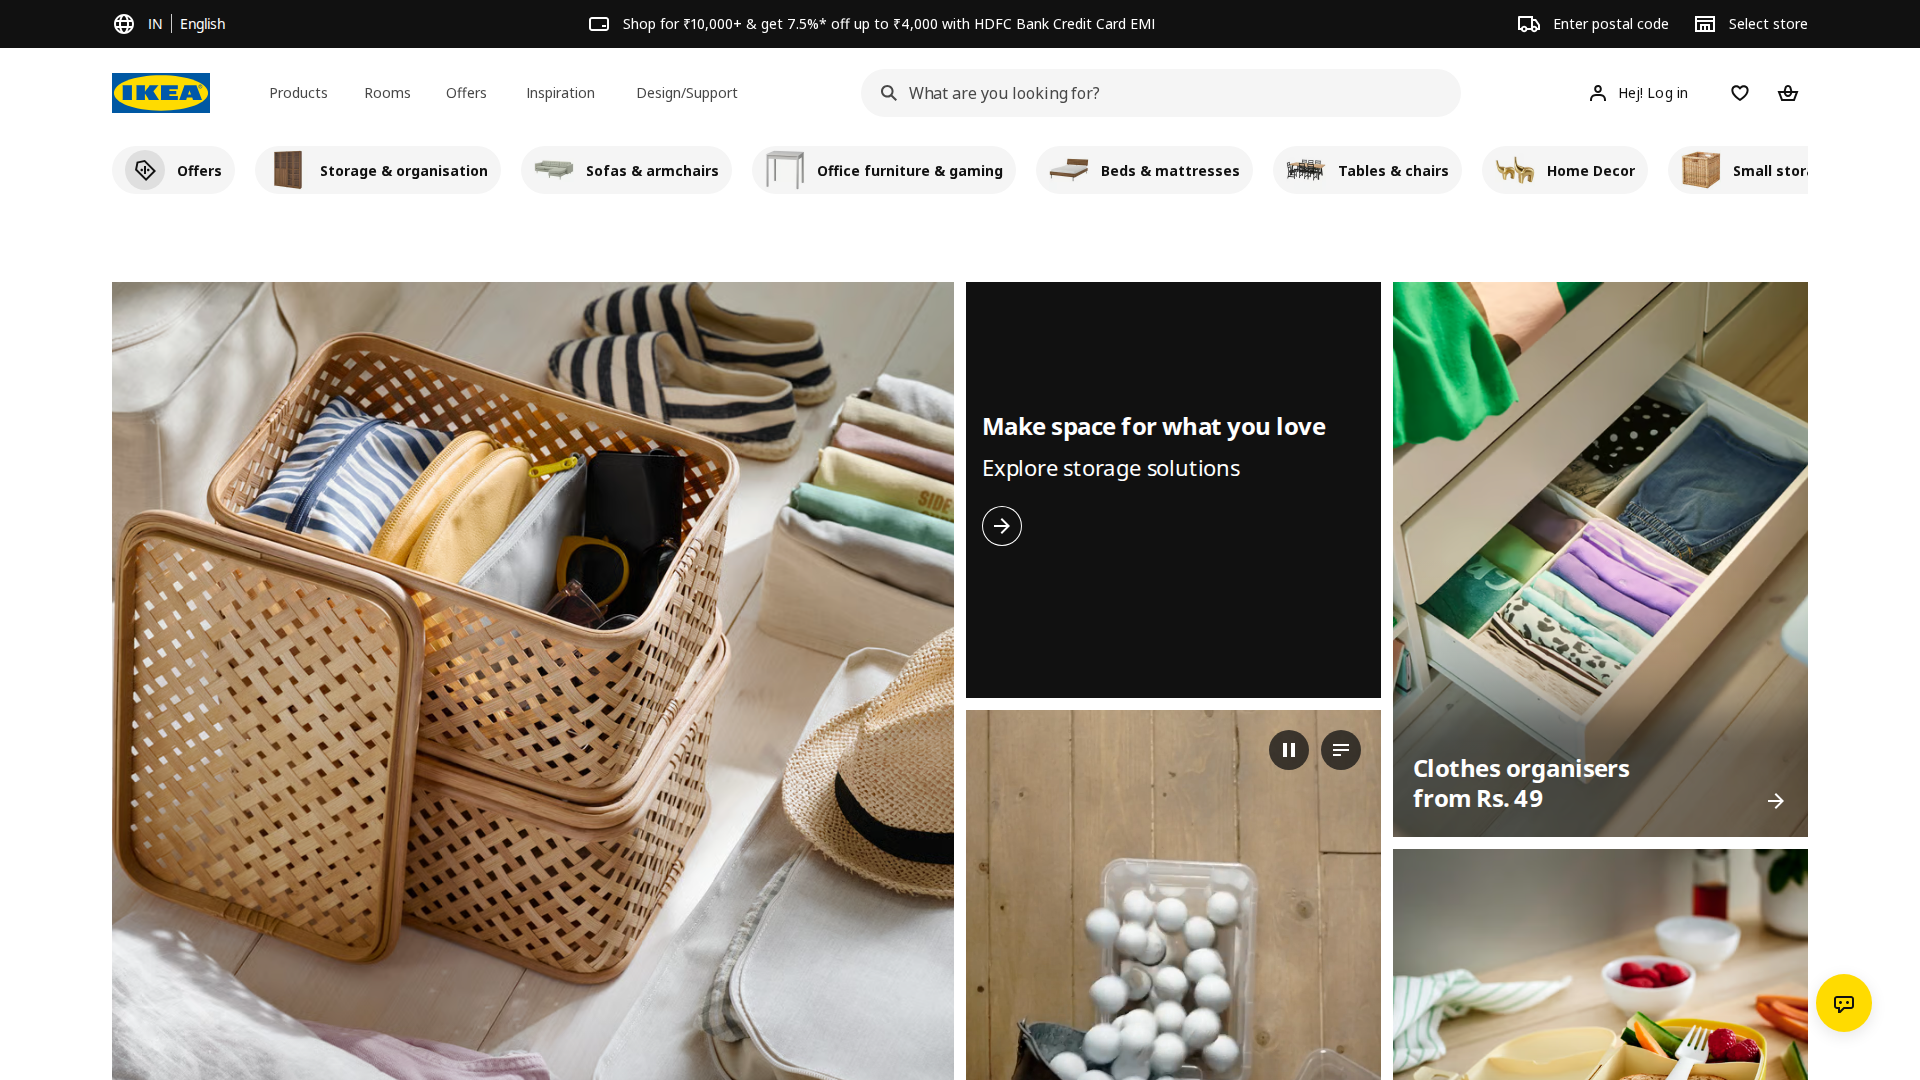 IN | English
Shop for ₹10,000+ & get 7.5%* off up to ₹4,000 with HDFC Bank Credit Card EMI
Enter postal code
Select store
IKEA
Products
Rooms
Offers
Inspiration
Design/Support
What are you looking for?
Hej! Log in
Offers
Storage & organisation
Sofas & armchairs
Office furniture & gaming
Beds & mattresses
Tables & chairs
Home Decor
Small stora
Make space for what you love
Explore storage solutions
SIDE
Clothes organisers
from Rs. 49